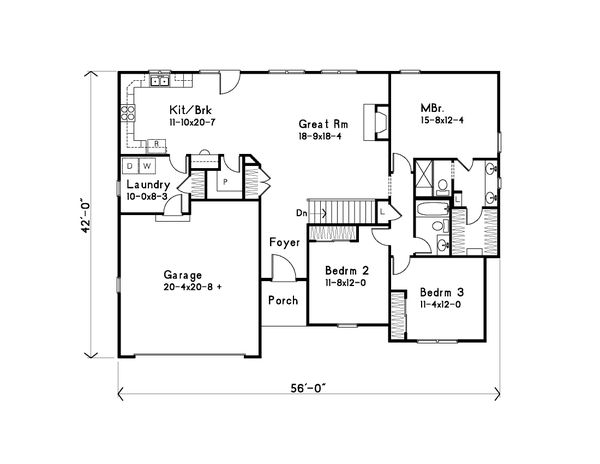 Kit/Brk
11-10x20-7
Great Rm
18-9x18-4
MBr.
15-8x12-4
R
D W
Laundry
10-0x8-3
P
L
Dn
L
Foyer
42'-0"
Garage
20-4x20-8 +
Bedrm 2
11-8x12-0
Porch
Bedrm 3
11-4x12-0
56'-0"